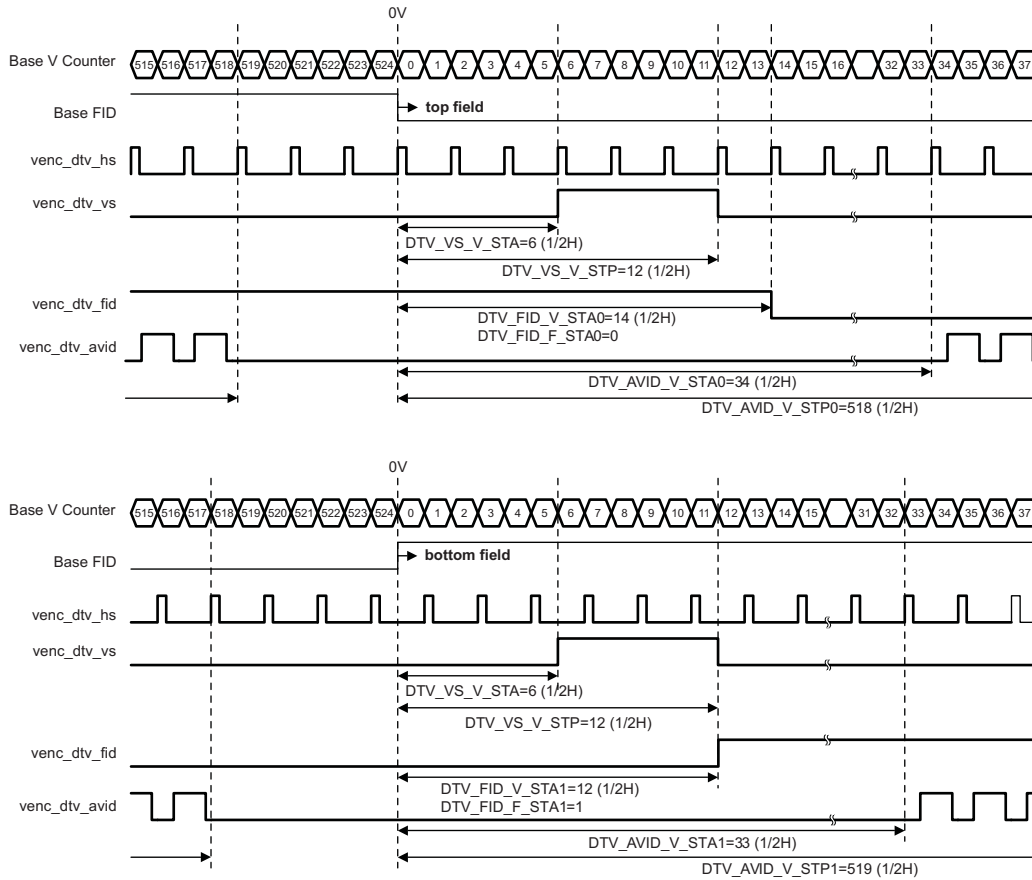 0V
Base V Counter 515 516 517 518 519 520 521 522 523 524 0 1 2 3 4 5 6 7 8 9 10 11 12 13 14 15 16 32 33 34 35 36 37
Base FID
top field
venc_dtv_hs
venc_dtv_vs
DTV_VS_V_STA=6 (1/2H)
DTV_VS_V_STP=12 (1/2H)
venc_dtv_fid
DTV_FID_V_STA0=14 (1/2H)
DTV_FID_F_STA0=0
venc_dtv_avid
DTV_AVID_V_STA0=34 (1/2H)
DTV_AVID_V_STP0=518 (1/2H)
0V
Base V Counter 515 516 517 518 519 520 521 522 523 524 0 1 2 3 4 5 6 7 8 9 10 11 12 13 14 15 31 32 33 34 35 36 37
Base FID
bottom field
venc_dtv_hs
venc_dtv_vs
DTV_VS_V_STA=6 (1/2H)
DTV_VS_V_STP=12 (1/2H)
venc_dtv_fid
DTV_FID_V_STA1=12 (1/2H)
DTV_FID_F_STA1=1
venc_dtv_avid
DTV_AVID_V_STA1=33 (1/2H)
DTV_AVID_V_STP1=519 (1/2H)